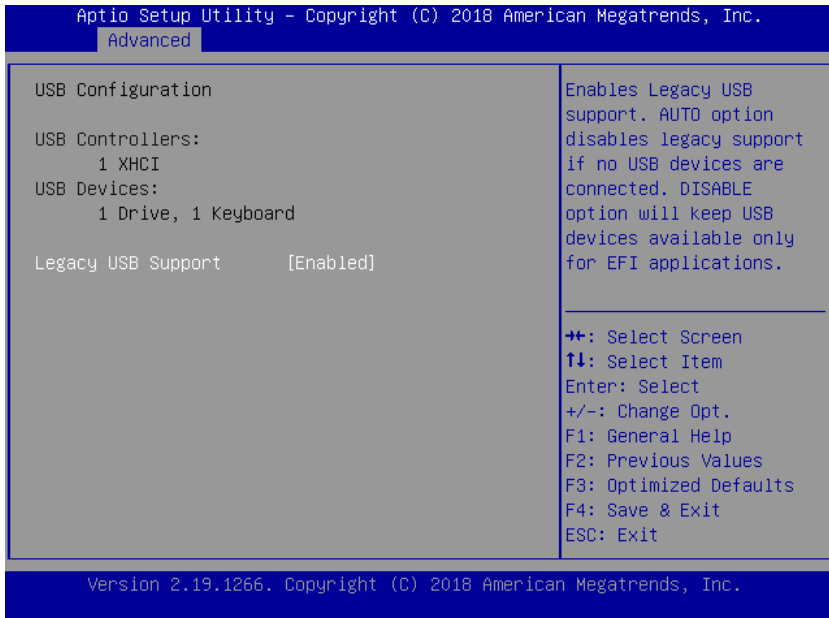 Aptio Setup Utility – Copyright (C) 2018 American Megatrends, Inc.
Advanced
USB Configuration
USB Controllers:
1 XHCI
USB Devices:
1 Drive, 1 Keyboard
Legacy USB Support [Enabled]
Enables Legacy USB
support. AUTO option
disables legacy support
if no USB devices are
connected. DISABLE
option will keep USB
devices available only
for EFI applications.
→←: Select Screen
↑↓: Select Item
Enter: Select
+/-: Change Opt.
F1: General Help
F2: Previous Values
F3: Optimized Defaults
F4: Save & Exit
ESC: Exit
Version 2.19.1266. Copyright (C) 2018 American Megatrends, Inc.